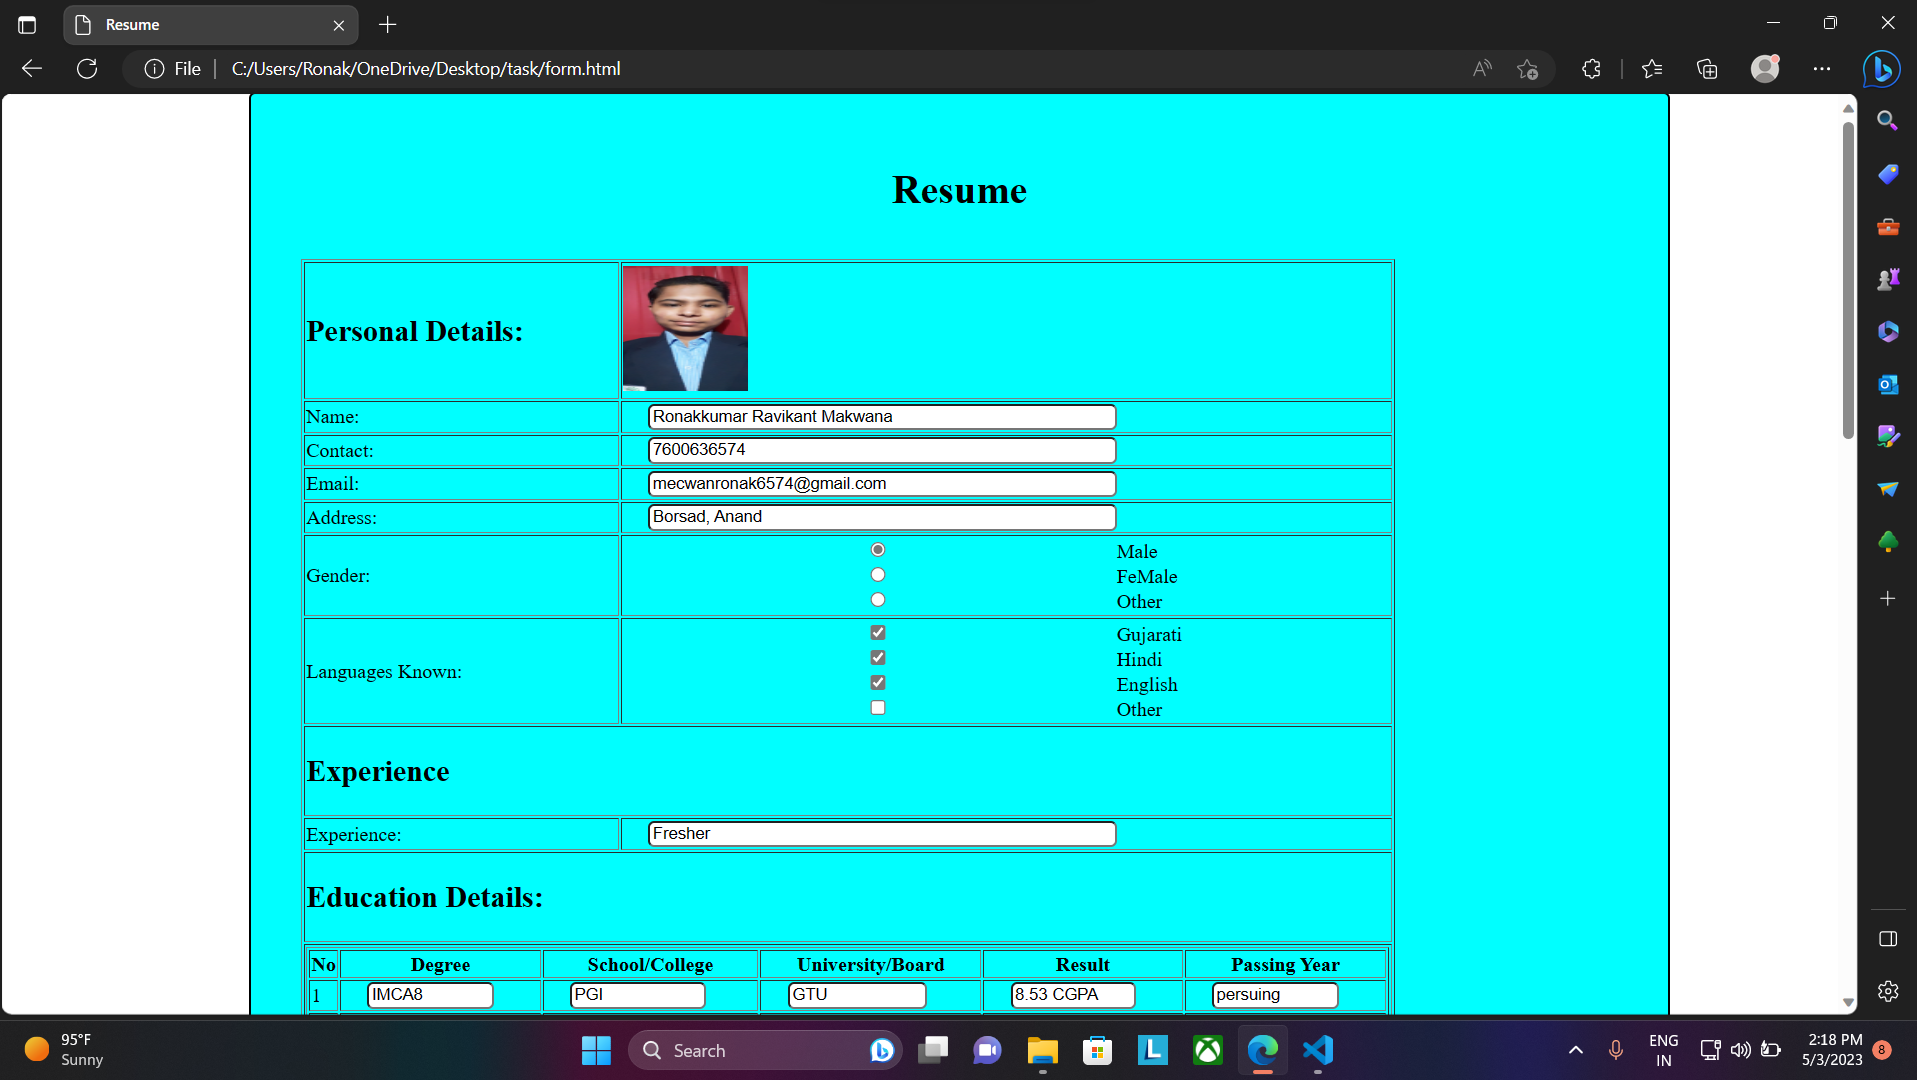 Resume
File
C:/Users/Ronak/OneDrive/Desktop/task/form.html
Resume
Personal Details:
Name: Ronakkumar Ravikant Makwana
Contact: 7600636574
Email: mecwanronak6574@gmail.com
Address: Borsad, Anand
Gender:
Male
FeMale
Other
Languages Known:
Gujarati
Hindi
English
Other
Experience
Experience: Fresher
Education Details:
No Degree School/College University/Board Result Passing Year
1 IMCA8 PGI GTU 8.53 CGPA persuing
95°F
Sunny
Search
ENG
IN
2:18 PM
5/3/2023
8